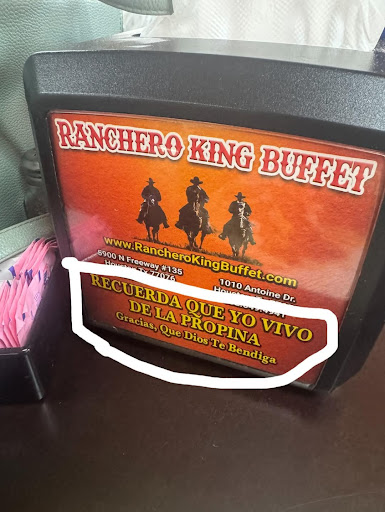 RANCHERO KING BUFFET
www.RancheroKingBuffet.com
5900 N Freeway #135
1010 Antoine Dr.
RECUERDA QUE YO VIVO
DE LA PROPINA
Gracias, Que Dios Te Bendiga